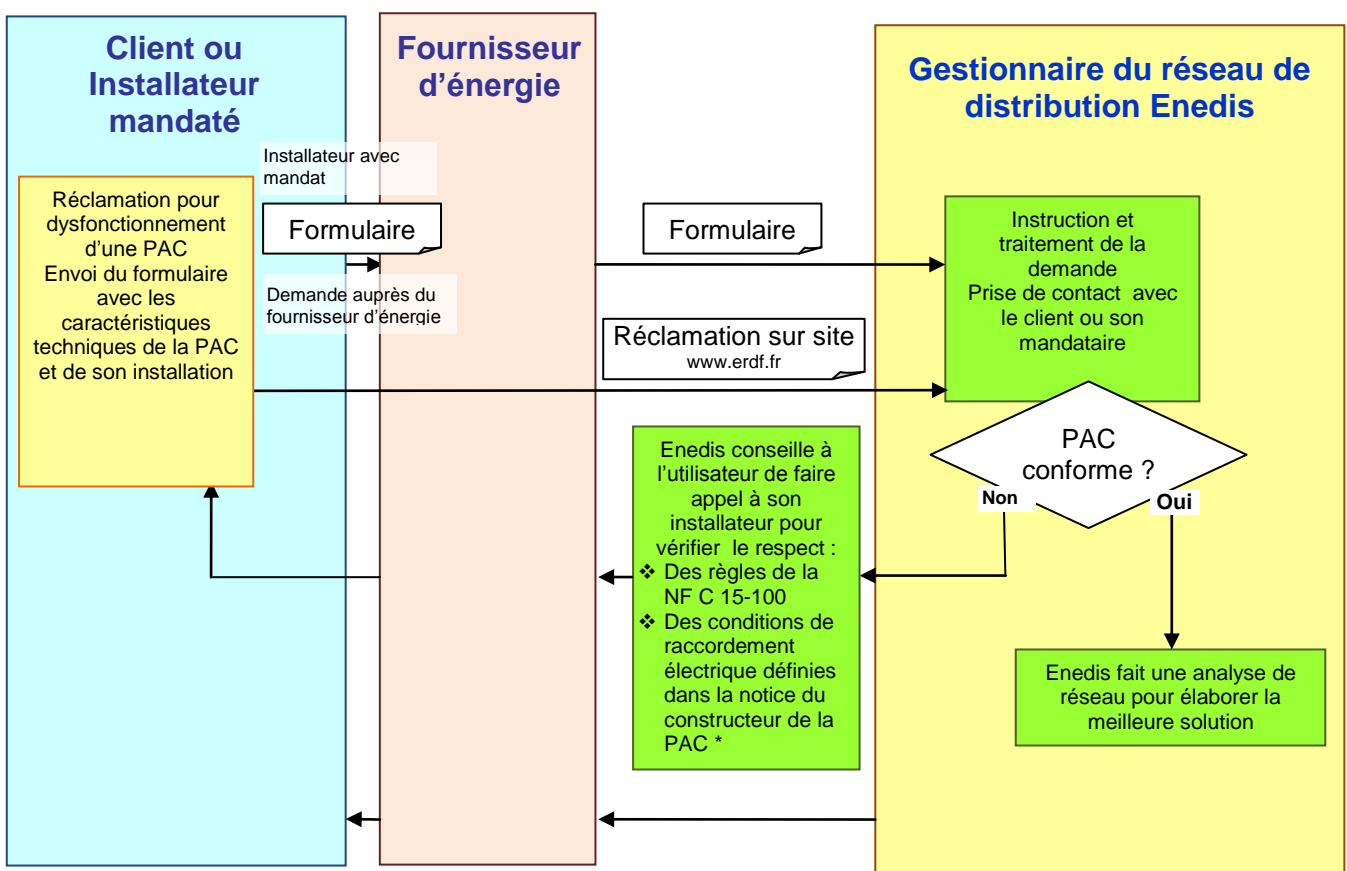 Client ou
Installateur
mandaté
Fournisseur
d'énergie
Gestionnaire du réseau de
distribution Enedis
Installateur avec
mandat
Formulaire
Demande auprès du
fournisseur d'énergie
Réclamation pour
dysfonctionnement
d'une PAC
Envoi du formulaire
avec les
caractéristiques
techniques de la PAC
et de son installation
Formulaire
Réclamation sur site
www.erdf.fr
Instruction et
traitement de la
demande
Prise de contact avec
le client ou son
mandataire
PAC
conforme ?
Non
Oui
Enedis conseille à
l'utilisateur de faire
appel à son
installateur pour
vérifier le respect :
❖ Des règles de la
NF C 15-100
❖ Des conditions de
raccordement
électrique définies
dans la notice du
constructeur de la
PAC *
Enedis fait une analyse de
réseau pour élaborer la
meilleure solution